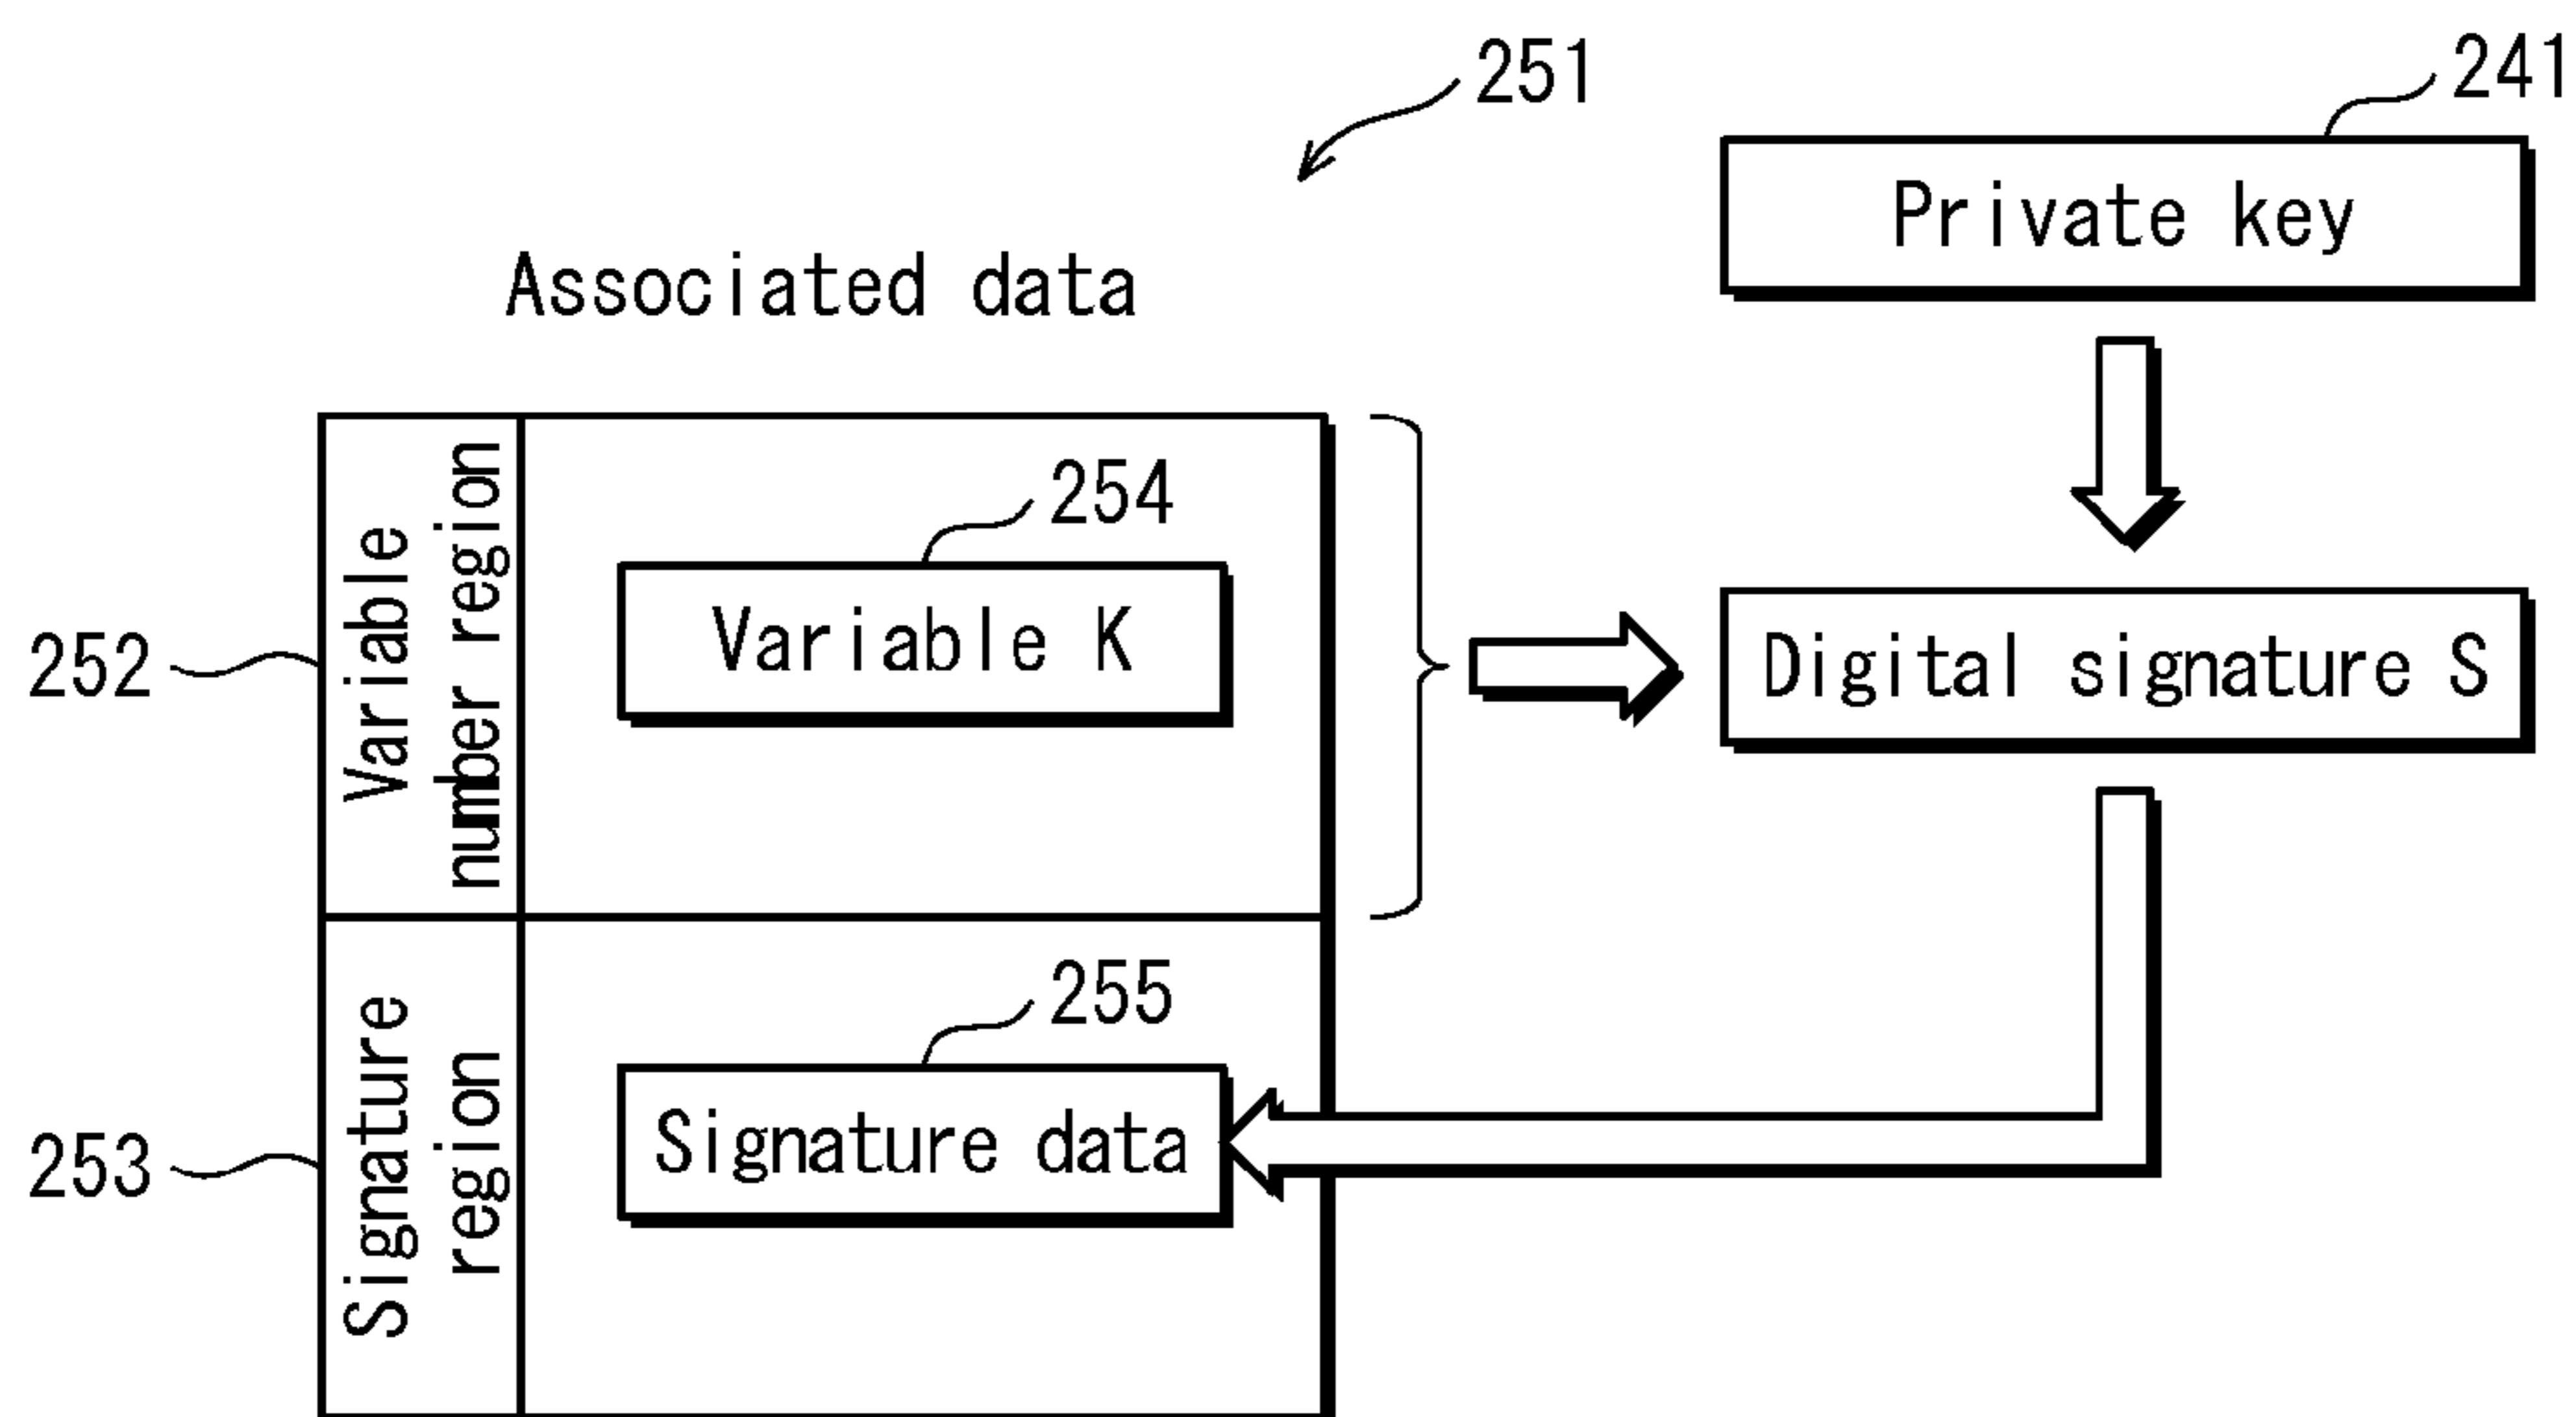 251
241
Private key
Associated data
Variable
number region
254
Variable K
252
Digital signature S
Signature
region
255
Signature data
253